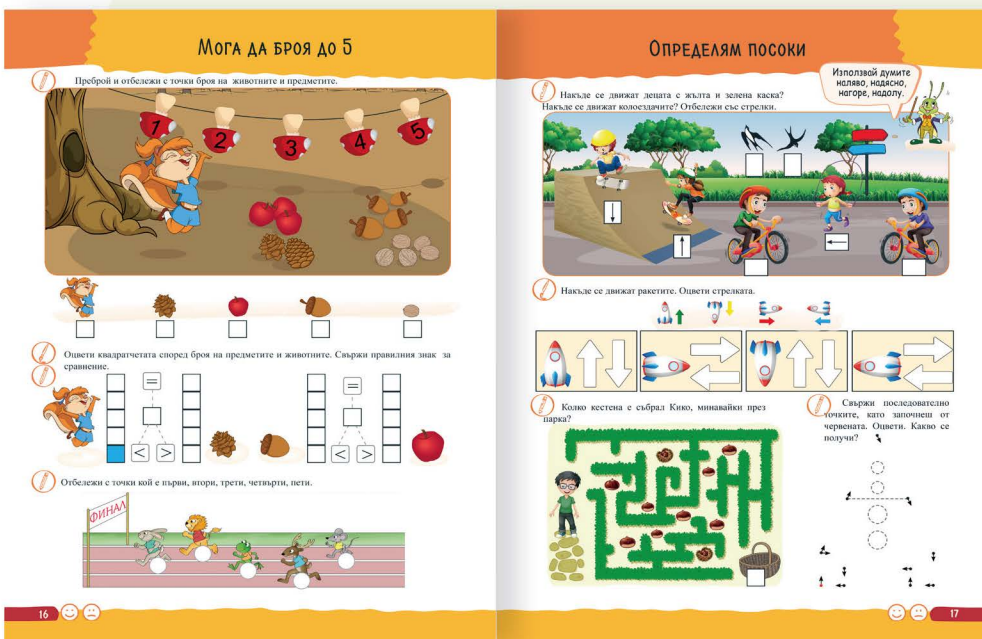 Мога да броя до 5
Преброй и отбележи с точки броя на животните и предметите.
1
2
3
4
5
Оцвети квадратчетата според броя на предметите и животните. Свържи правилния знак за
сравнение.
=
< >
=
< >
Отбележи с точки кой е първи, втори, трети, четвърти, пети.
ФИНАЛ
16
Определям посоки
Използвай думите
наляво, надясно,
нагоре, надолу.
Накъде се движат децата с жълта и зелена каска?
Накъде се движат колоездачите? Отбележи със стрелки.
Накъде се движат ракетите. Оцвети стрелката.
Колко кестена е събрал Кико, минавайки през
парка?
Свържи последователно
точките, като започнеш от
червената. Оцвети. Какво се
получи?
17